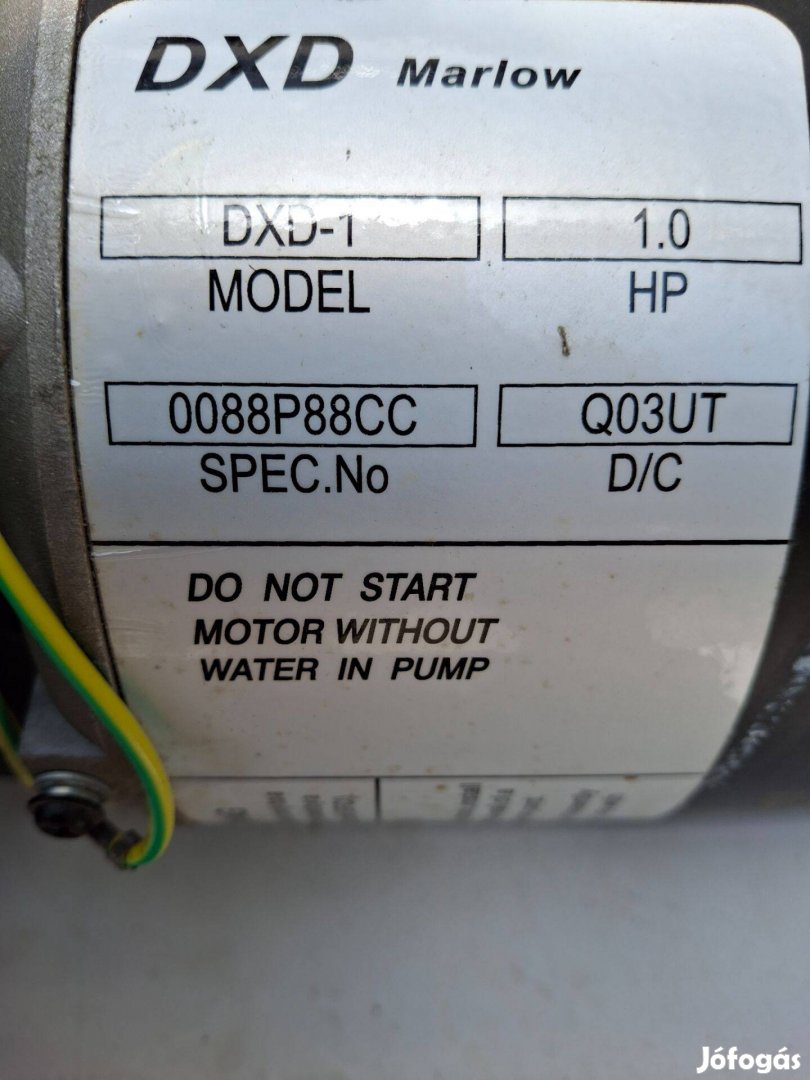 DXD Marlow
DXD-1 1.0
MODEL HP
0088P88CC Q03UT
SPEC.No D/C
DO NOT START
MOTOR WITHOUT
WATER IN PUMP
Jófogás